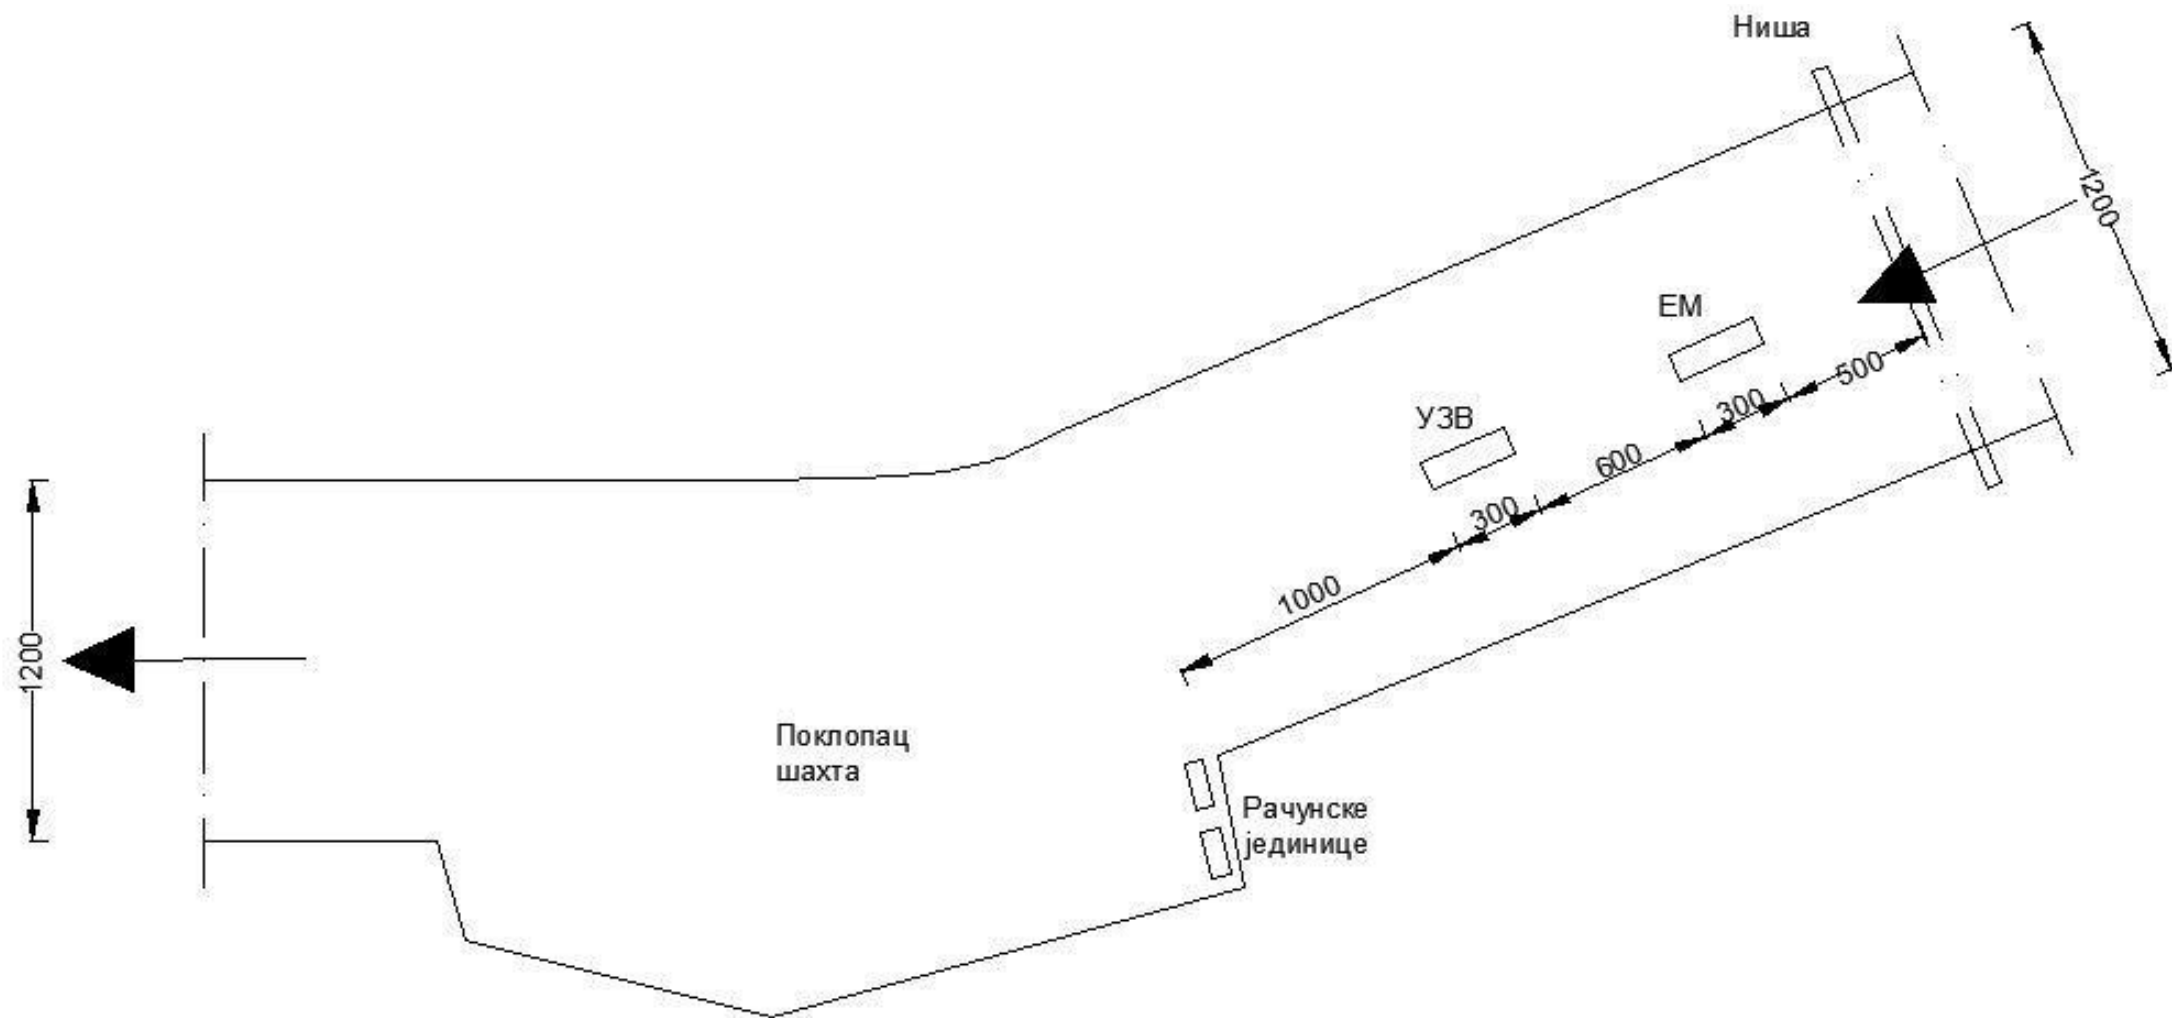 Ниша
1200
ЕМ
500
300
УЗВ
600
300
1000
1200
Поклопац
шахта
Рачунске
јединице